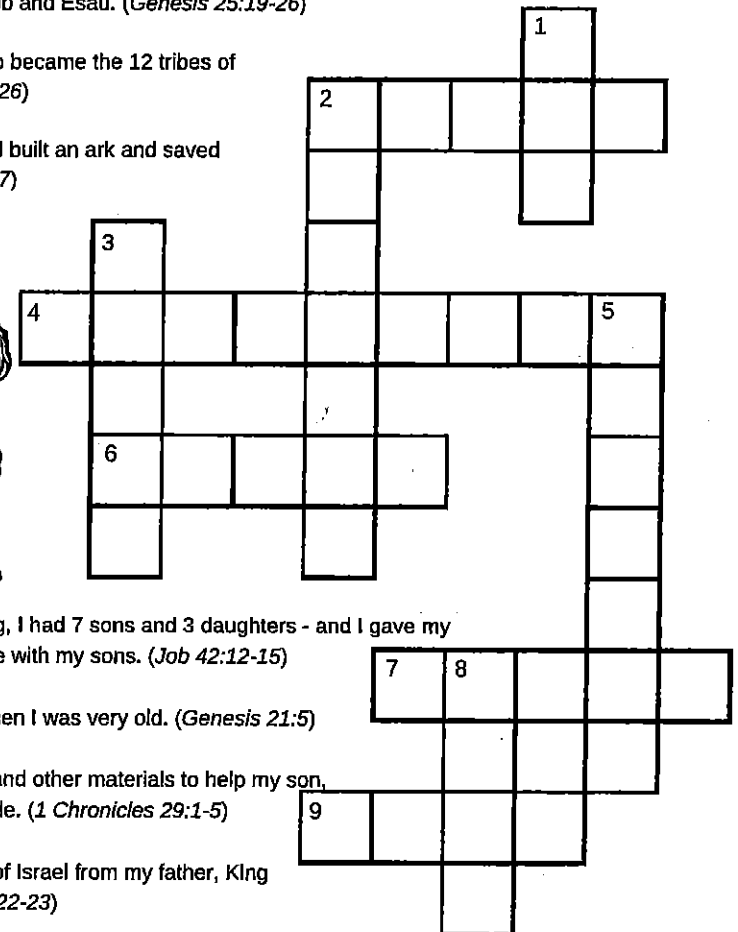 ob and Esau. (Genesis 25:19-26)
became the 12 tribes of
26)
built an ark and saved
7)
, I had 7 sons and 3 daughters - and I gave my
e with my sons. (Job 42:12-15)
en I was very old. (Genesis 21:5)
and other materials to help my son,
le. (1 Chronicles 29:1-5)
of Israel from my father, King
22-23)
1
2
3
4
5
6
7
8
9